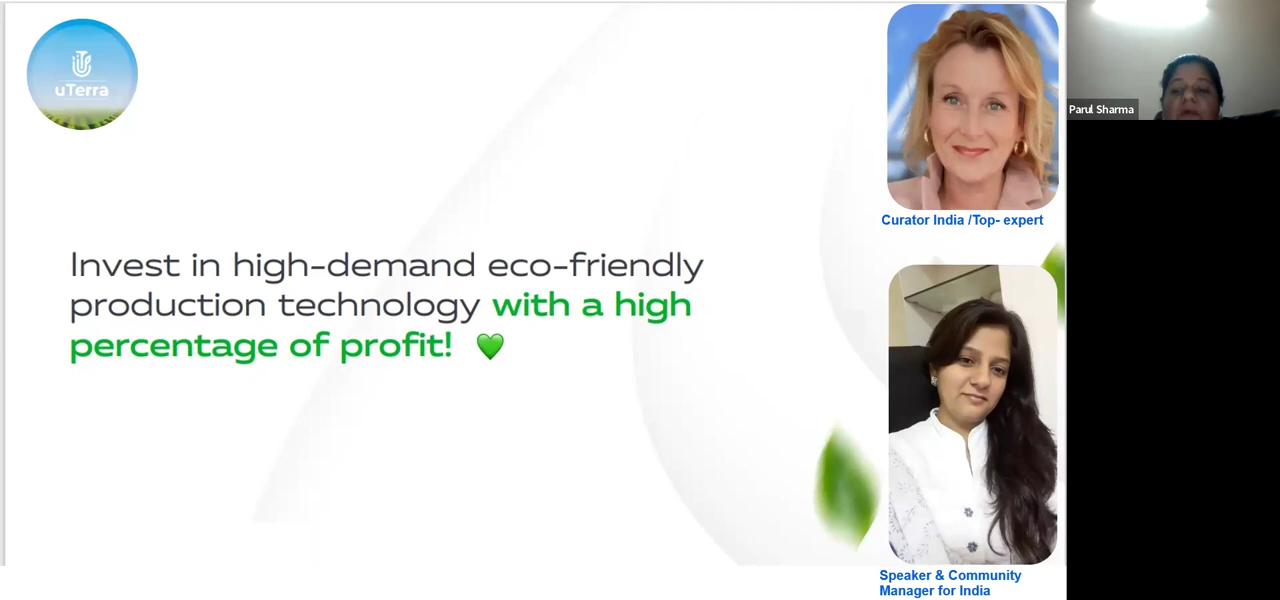 uTerra
Invest in high-demand eco-friendly
production technology with a high
percentage of profit!
Curator India /Top- expert
Speaker & Community
Manager for India
Parul Sharma